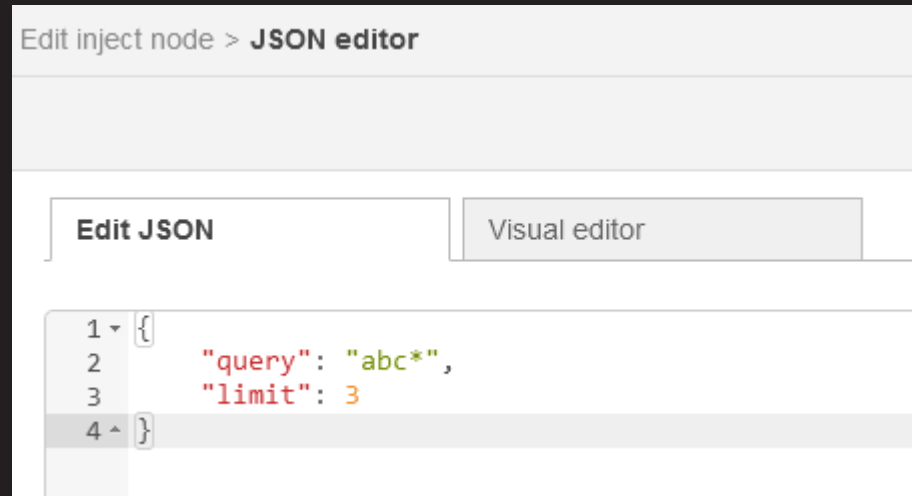 Edit inject node > JSON editor
Edit JSON
Visual editor
1 {
2 "query": "abc*",
3 "limit": 3
4 }